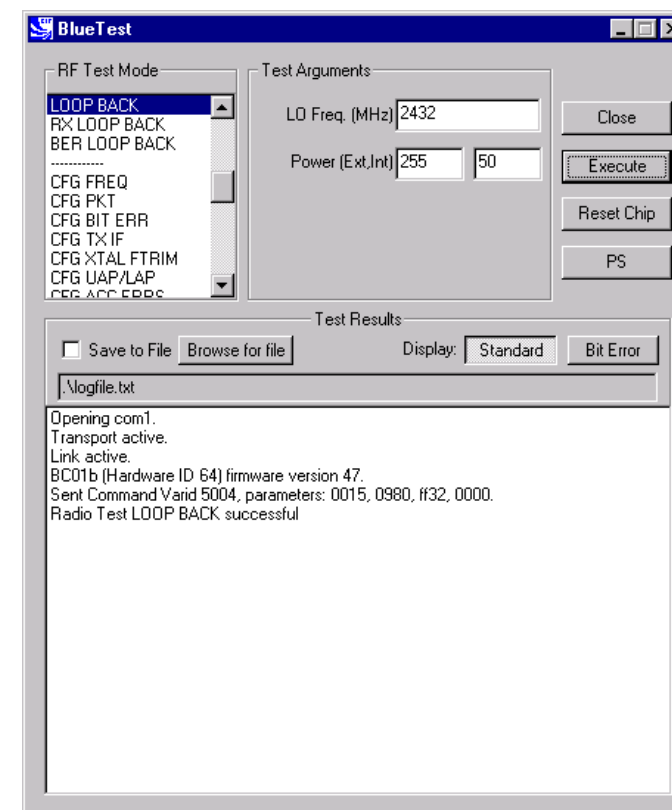 BlueTest
RF Test Mode
LOOP BACK
RX LOOP BACK
BER LOOP BACK
------------
CFG FREQ
CFG PKT
CFG BIT ERR
CFG TX IF
CFG XTAL FTRIM
CFG UAP/LAP
CFG ACC ERRS
Test Arguments
LO Freq. (MHz) 2432
Power (Ext,Int) 255 50
Close
Execute
Reset Chip
PS
Test Results
Save to File Browse for file Display: Standard Bit Error
.\logfile.txt
Opening com1.
Transport active.
Link active.
BC01b (Hardware ID 64) firmware version 47.
Sent Command Varid 5004, parameters: 0015, 0980, ff32, 0000.
Radio Test LOOP BACK successful